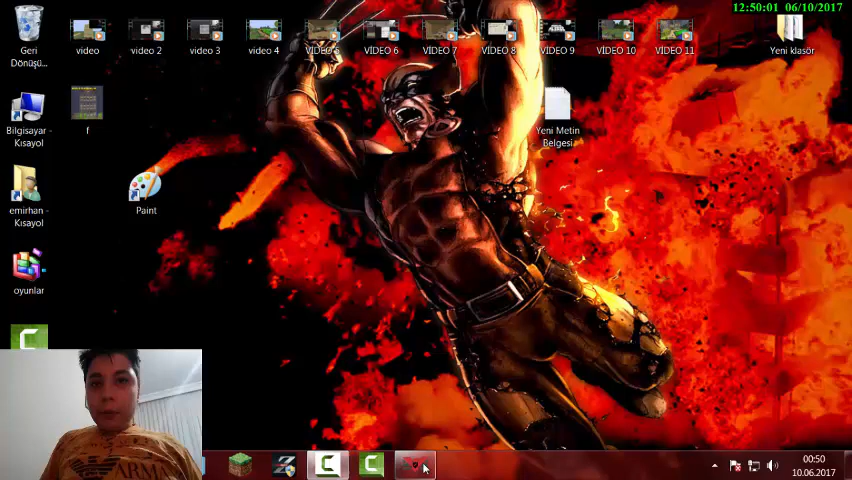 12:50:01 06/10/2017
Geri
Dönüşü...
video
video 2
video 3
video 4
VİDEO 5
VİDEO 6
VİDEO 7
VİDEO 8
VİDEO 9
VİDEO 10
VİDEO 11
Yeni klasör
Bilgisayar -
Kısayol
f
Yeni Metin
Belgesi
emirhan -
Kısayol
Paint
oyunlar
ARMA
00:50
10.06.2017